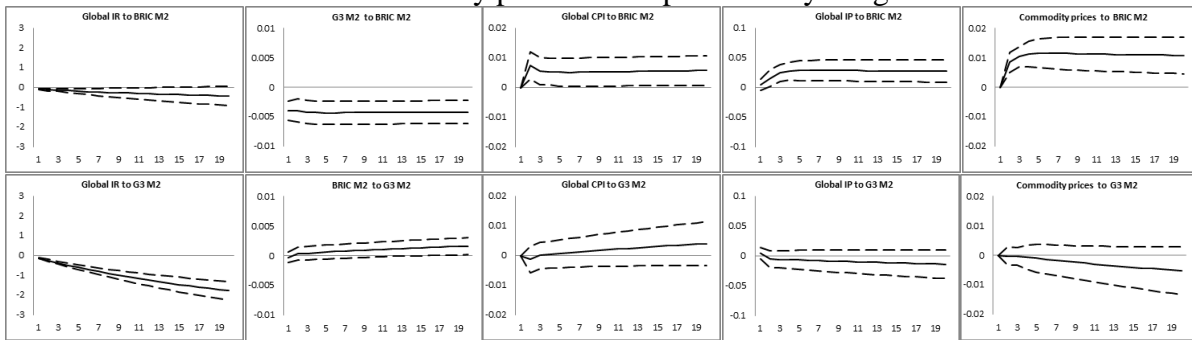 Global IR to BRIC M2
3
2
1
0
-1
-2
-3
1 3 5 7 9 11 13 15 17 19
G3 M2 to BRIC M2
0.01
0.005
0
-0.005
-0.01
1 3 5 7 9 11 13 15 17 19
Global CPI to BRIC M2
0.02
0.01
0
-0.01
-0.02
1 3 5 7 9 11 13 15 17 19
Global IP to BRIC M2
0.1
0.05
0
-0.05
-0.1
1 3 5 7 9 11 13 15 17 19
Commodity prices to BRIC M2
0.02
0.01
0
-0.01
-0.02
1 3 5 7 9 11 13 15 17 19
Global IR to G3 M2
3
2
1
0
-1
-2
-3
1 3 5 7 9 11 13 15 17 19
BRIC M2 to G3 M2
0.01
0.005
0
-0.005
-0.01
1 3 5 7 9 11 13 15 17 19
Global CPI to G3 M2
0.02
0.01
0
-0.01
-0.02
1 3 5 7 9 11 13 15 17 19
Global IP to G3 M2
0.1
0.05
0
-0.05
-0.1
1 3 5 7 9 11 13 15 17 19
Commodity prices to G3 M2
0.02
0.01
0
-0.01
-0.02
1 3 5 7 9 11 13 15 17 19